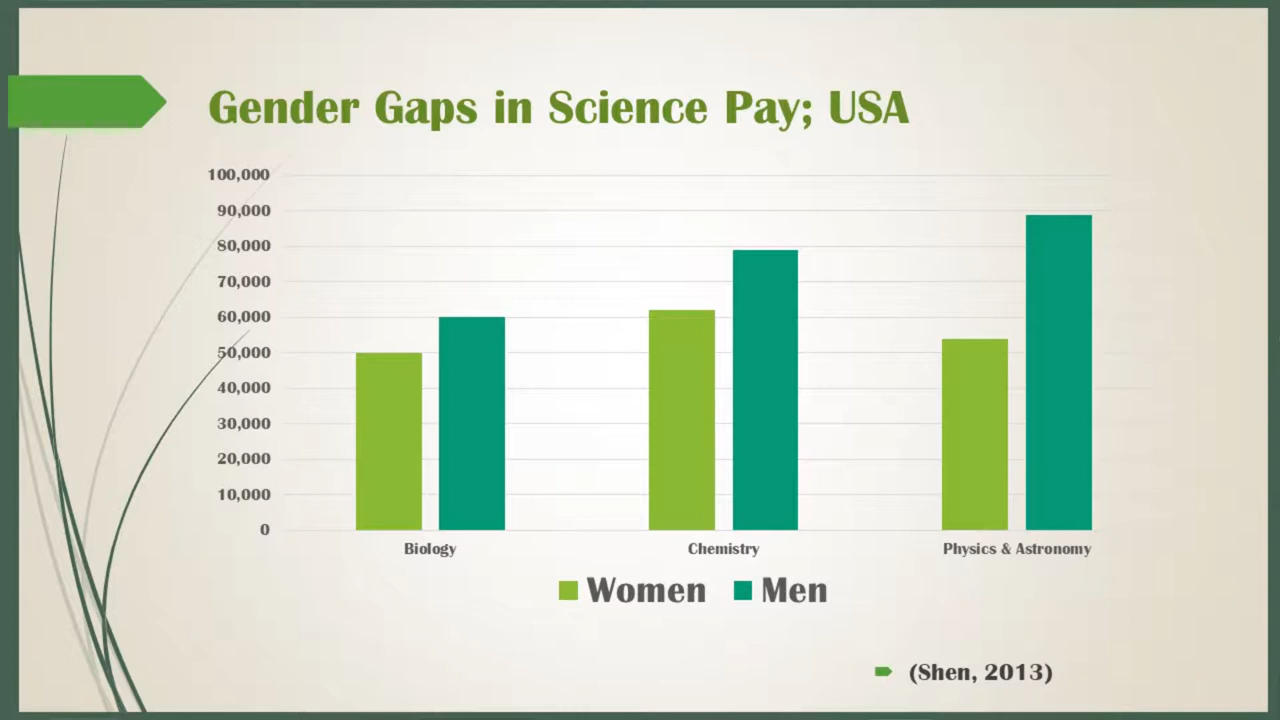 Gender Gaps in Science Pay; USA
100,000
90,000
80,000
70,000
60,000
50,000
40,000
30,000
20,000
10,000
0
Biology Chemistry Physics & Astronomy
Women Men
(Shen, 2013)